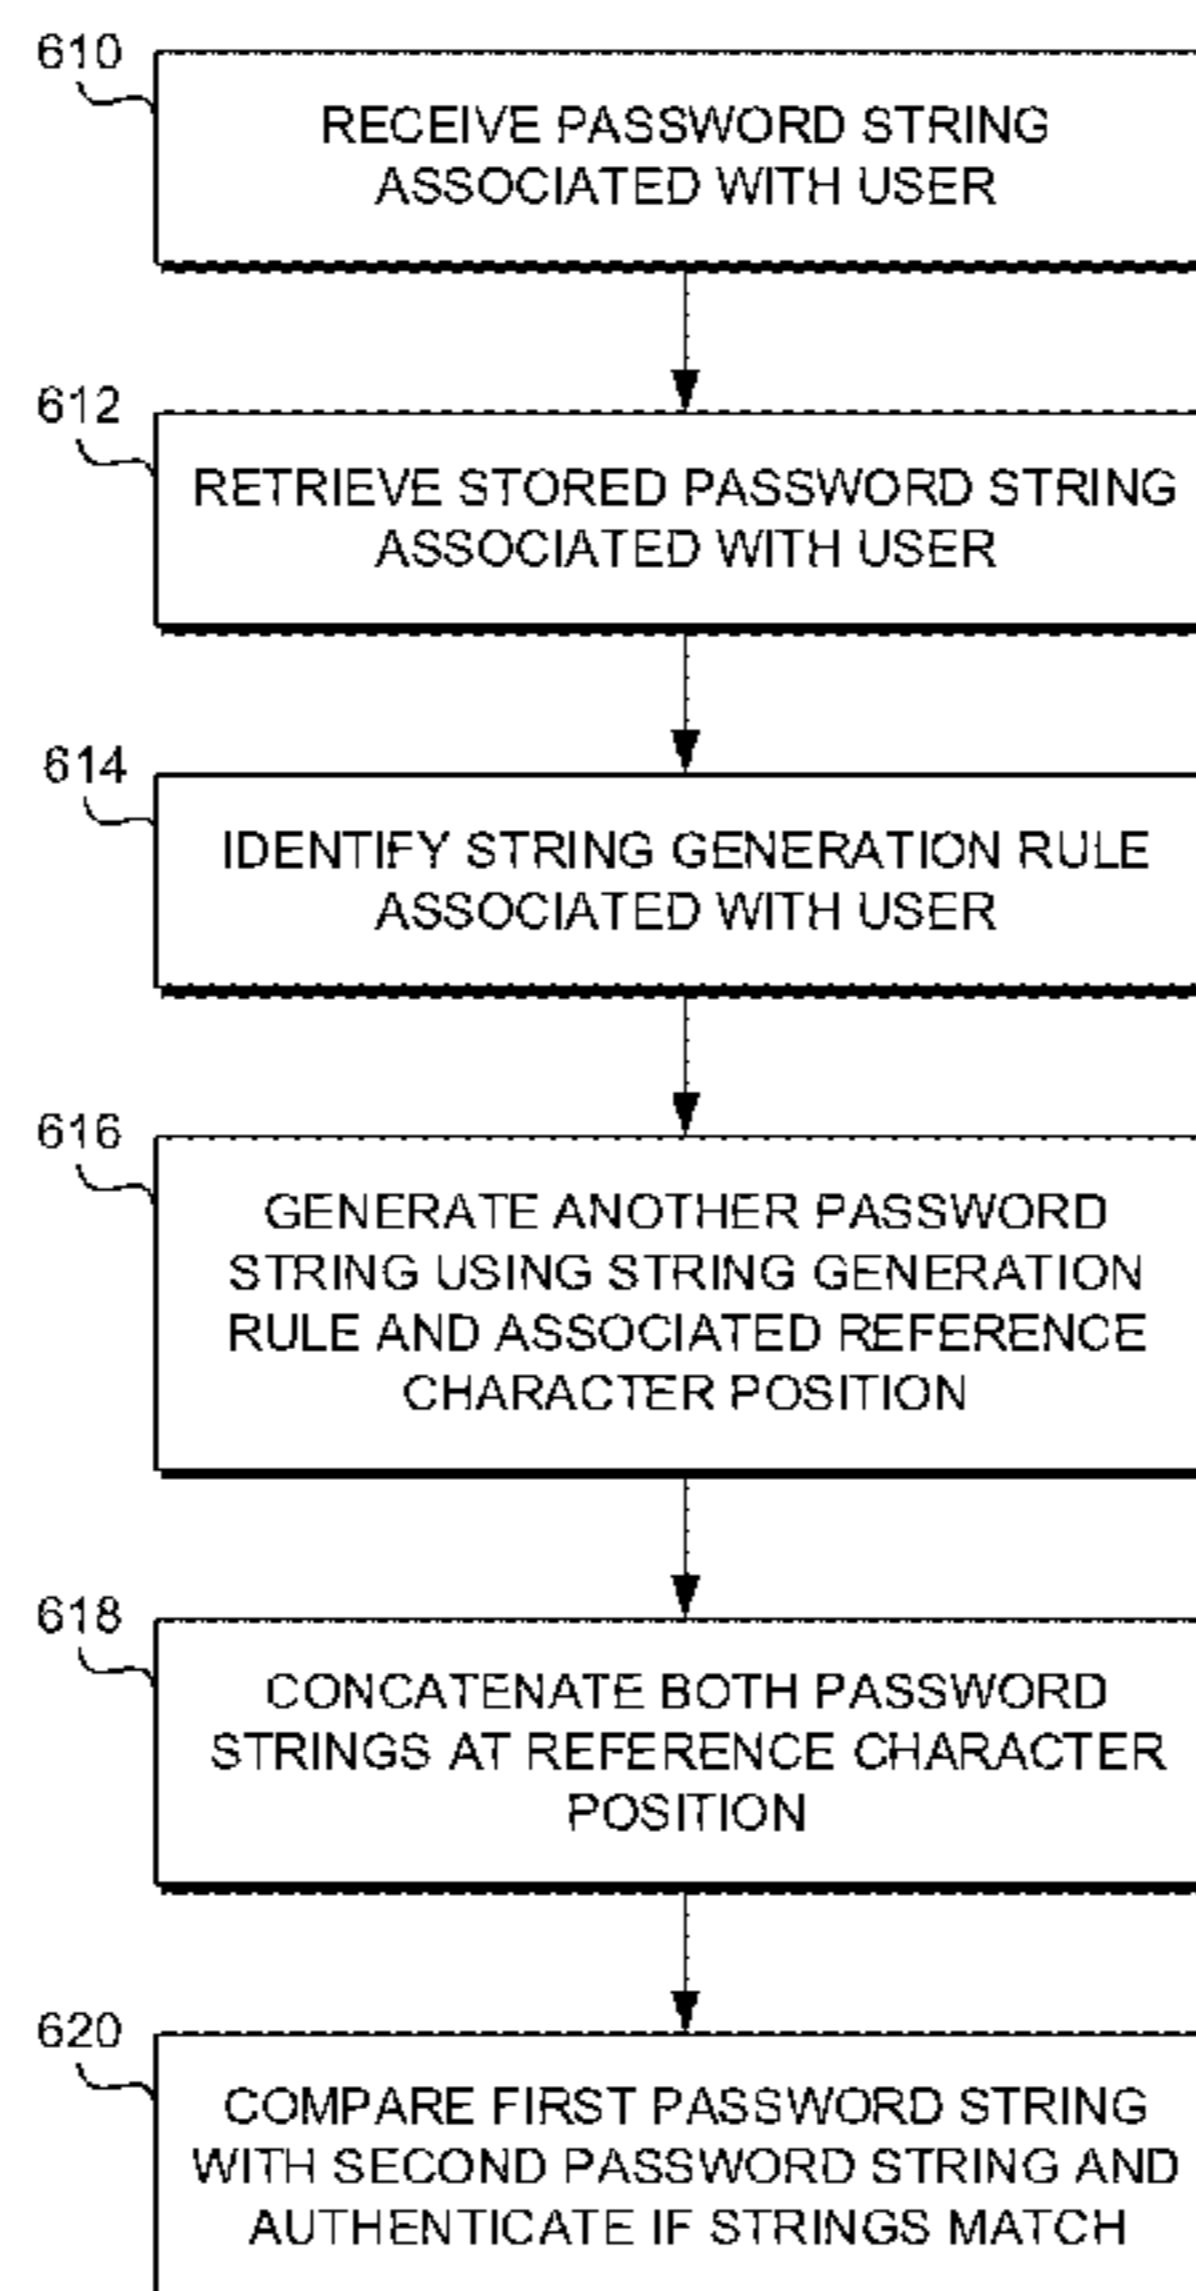 610
RECEIVE PASSWORD STRING
ASSOCIATED WITH USER
612
RETRIEVE STORED PASSWORD STRING
ASSOCIATED WITH USER
614
IDENTIFY STRING GENERATION RULE
ASSOCIATED WITH USER
616
GENERATE ANOTHER PASSWORD
STRING USING STRING GENERATION
RULE AND ASSOCIATED REFERENCE
CHARACTER POSITION
618
CONCATENATE BOTH PASSWORD
STRINGS AT REFERENCE CHARACTER
POSITION
620
COMPARE FIRST PASSWORD STRING
WITH SECOND PASSWORD STRING AND
AUTHENTICATE IF STRINGS MATCH